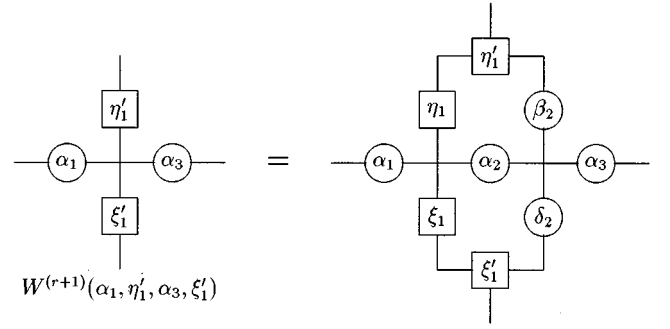 η′₁
α₁ α₃
ξ′₁
W^(r+1)(α₁, η′₁, α₃, ξ′₁)
=
η′₁
η₁ β₂
α₁ α₂ α₃
ξ₁ δ₂
ξ′₁